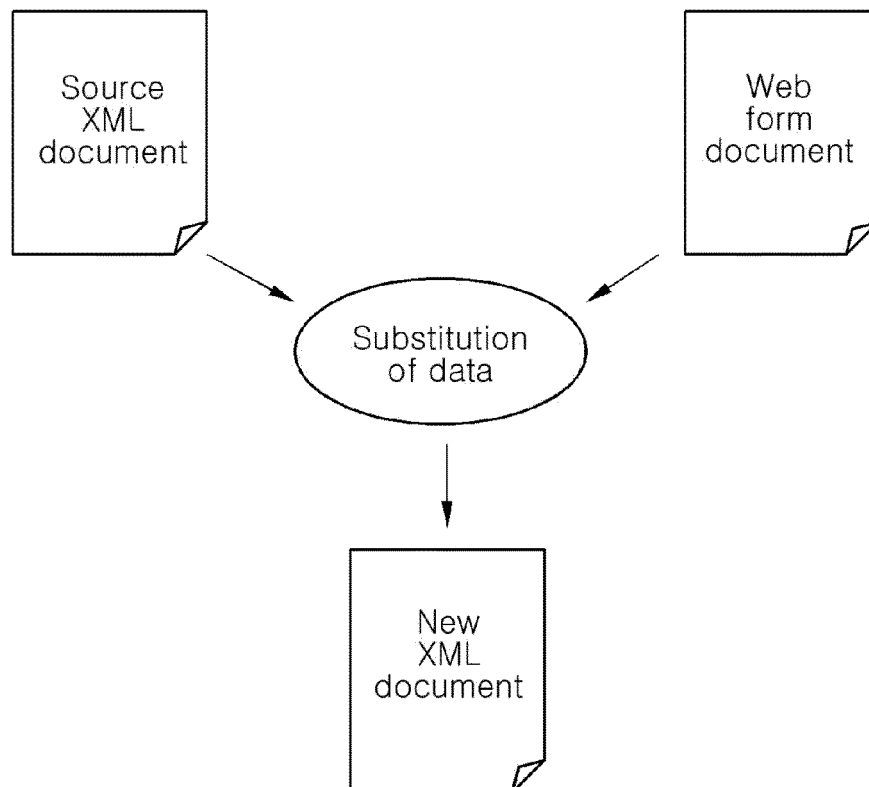 Source
XML
document
Web
form
document
Substitution
of data
New
XML
document